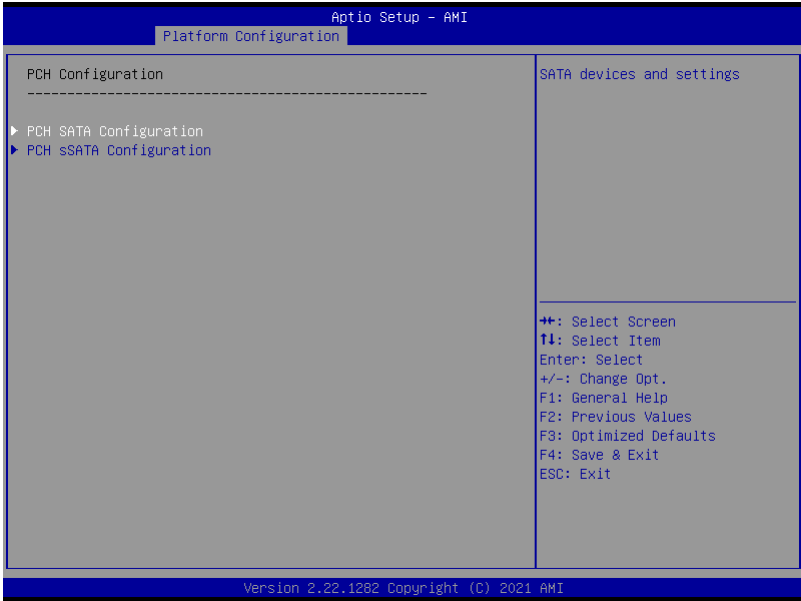 Aptio Setup – AMI
Platform Configuration
PCH Configuration
--------------------------------------------------
▶ PCH SATA Configuration
▶ PCH sSATA Configuration
SATA devices and settings
→←: Select Screen
↑↓: Select Item
Enter: Select
+/-: Change Opt.
F1: General Help
F2: Previous Values
F3: Optimized Defaults
F4: Save & Exit
ESC: Exit
Version 2.22.1282 Copyright (C) 2021 AMI